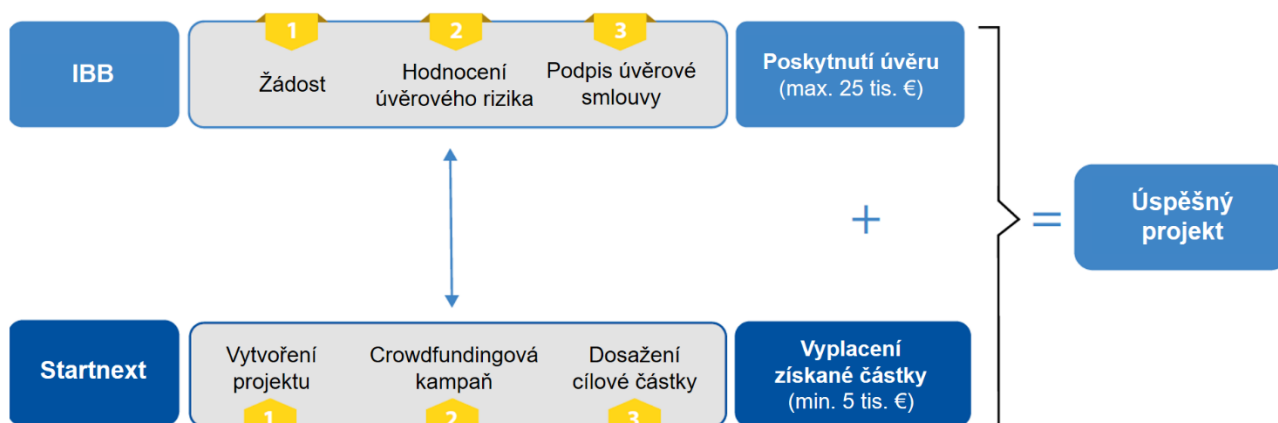 IBB
1
Žádost
2
Hodnocení
úvěrového rizika
3
Podpis úvěrové
smlouvy
Poskytnutí úvěru
(max. 25 tis. €)
+
=
Úspěšný
projekt
Startnext
Vytvoření
projektu
1
Crowdfundingová
kampaň
2
Dosažení
cílové částky
3
Vyplacení
získané částky
(min. 5 tis. €)